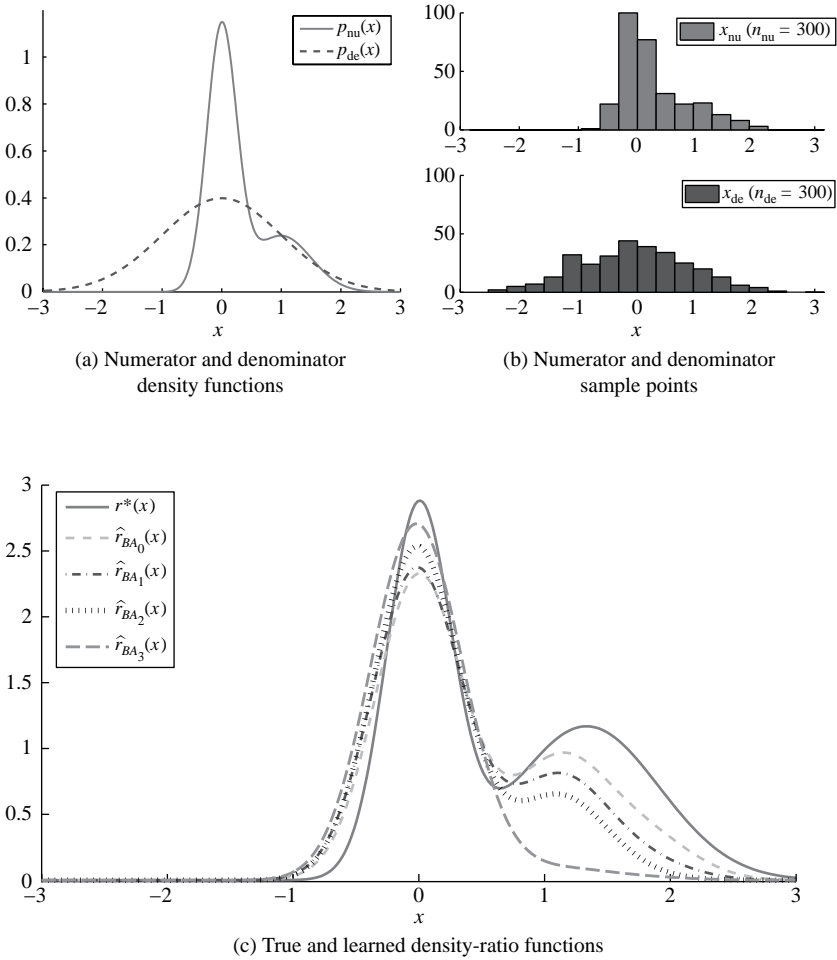 1
0.8
0.6
0.4
0.2
0
−3 −2 −1 0 1 2 3
x
p_nu(x)
p_de(x)
(a) Numerator and denominator
density functions
100
50
0
−3 −2 −1 0 1 2 3
x_nu (n_nu = 300)
100
50
0
−3 −2 −1 0 1 2 3
x
x_de (n_de = 300)
(b) Numerator and denominator
sample points
3
2.5
2
1.5
1
0.5
0
−3 −2 −1 0 1 2 3
x
r*(x)
r̂_BA_0(x)
r̂_BA_1(x)
r̂_BA_2(x)
r̂_BA_3(x)
(c) True and learned density-ratio functions